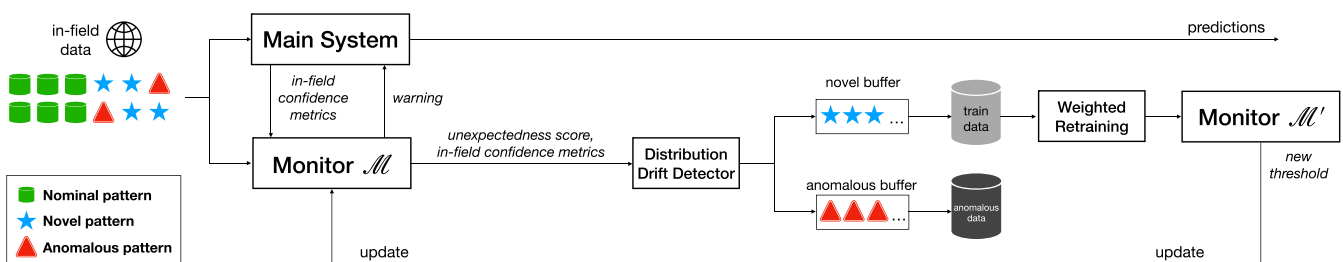 in-field
data
Main System
predictions
in-field
confidence
metrics
warning
Monitor ℳ
unexpectedness score,
in-field confidence metrics
Distribution
Drift Detector
novel buffer
...
train
data
Weighted
Retraining
Monitor ℳ'
new
threshold
anomalous buffer
...
anomalous
data
Nominal pattern
Novel pattern
Anomalous pattern
update
update